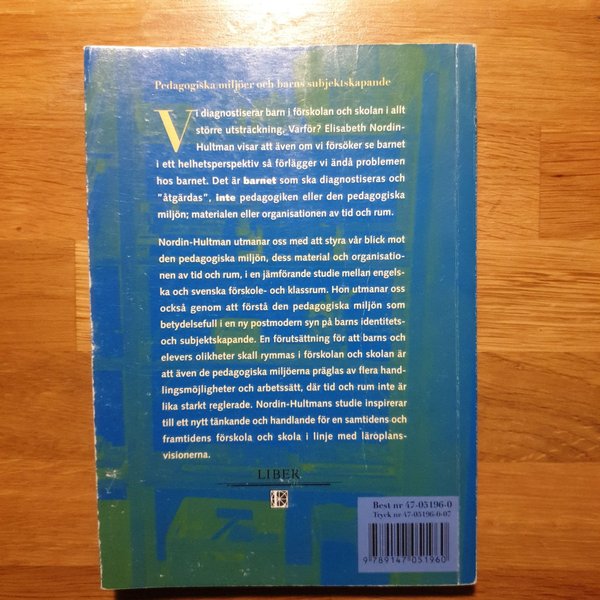 Pedagogiska miljöer och barns subjektskapande
Vi diagnostiserar barn i förskolan och skolan i allt
större utsträckning. Varför? Elisabeth Nordin-
Hultman visar att även om vi försöker se barnet
i ett helhetsperspektiv så förlägger vi ändå problemen
hos barnet. Det är barnet som ska diagnostiseras och
"åtgärdas", inte pedagogiken eller den pedagogiska
miljön; materialen eller organisationen av tid och rum.
Nordin-Hultman utmanar oss med att styra vår blick mot
den pedagogiska miljön, dess material och organisatio-
nen av tid och rum, i en jämförande studie mellan engels-
ka och svenska förskole- och klassrum. Hon utmanar oss
också genom att förstå den pedagogiska miljön som
betydelsefull i en ny postmodern syn på barns identitets-
och subjektskapande. En förutsättning för att barns och
elevers olikheter skall rymmas i förskolan och skolan är
att även de pedagogiska miljöerna präglas av flera hand-
lingsmöjligheter och arbetssätt, där tid och rum inte är
lika starkt reglerade. Nordin-Hultmans studie inspirerar
till ett nytt tänkande och handlande för en samtidens och
framtidens förskola och skola i linje med läroplans-
visionerna.
LIBER
Best nr 47-05196-0
Tryck nr 47-05196-0-07
9 789147 051960